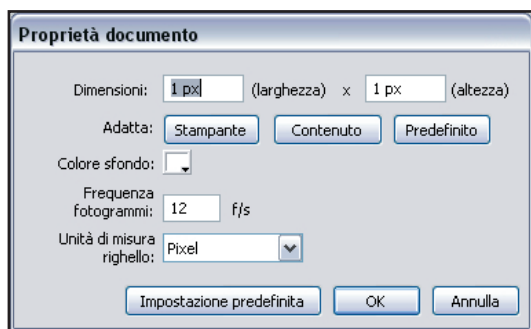 Proprietà documento
Dimensioni: 1 px (larghezza) x 1 px (altezza)
Adatta: Stampante Contenuto Predefinito
Colore sfondo:
Frequenza
fotogrammi: 12 f/s
Unità di misura
righello: Pixel
Impostazione predefinita OK Annulla